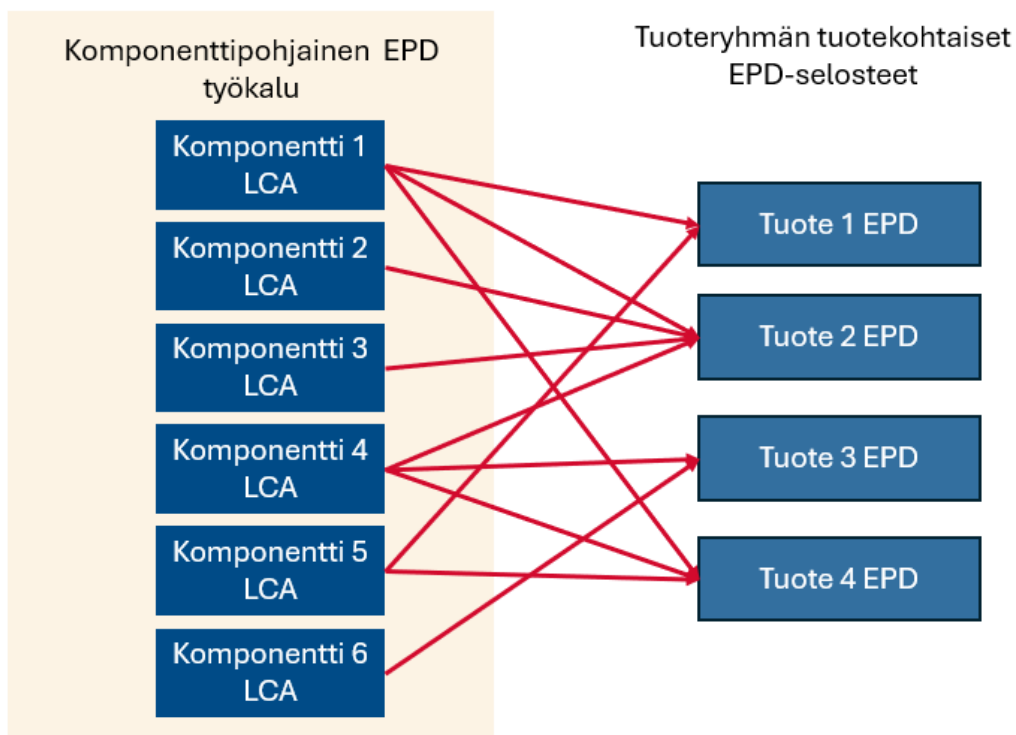 Komponenttipohjainen EPD
työkalu
Komponentti 1
LCA
Komponentti 2
LCA
Komponentti 3
LCA
Komponentti 4
LCA
Komponentti 5
LCA
Komponentti 6
LCA
Tuoteryhmän tuotekohtaiset
EPD-selosteet
Tuote 1 EPD
Tuote 2 EPD
Tuote 3 EPD
Tuote 4 EPD